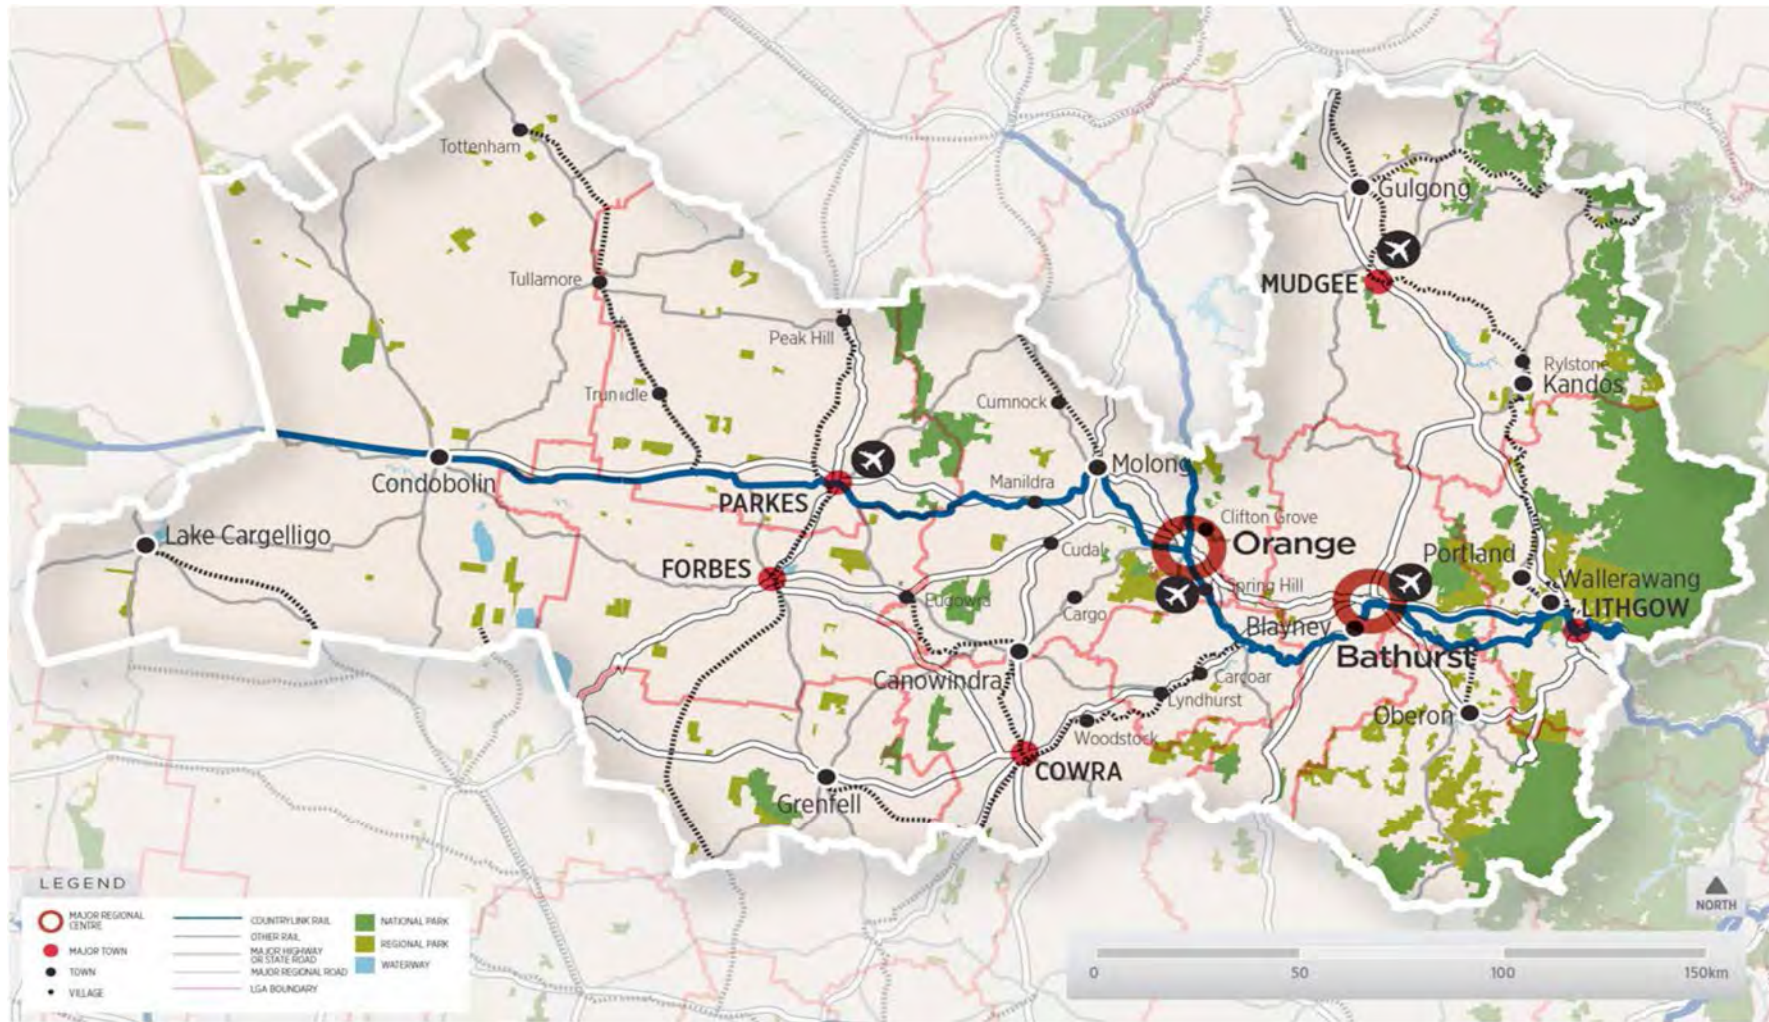 Tottenham
Gulgong
Tullamore
MUDGEE
Peak Hill
Rylstone
Kandos
Trundle
Cumnock
Condobolin
Molong
Manildra
PARKES
Clifton Grove
Orange
Lake Cargelligo
Cudal
Portland
FORBES
Wallerawang
Spring Hill
Eugowra
LITHGOW
Cargo
Blayney
Bathurst
Canowindra
Carcoar
Lyndhurst
Oberon
Woodstock
COWRA
Grenfell
LEGEND
MAJOR REGIONAL
CENTRE
MAJOR TOWN
TOWN
VILLAGE
COUNTRYLINK RAIL
OTHER RAIL
MAJOR HIGHWAY
OR STATE ROAD
MAJOR REGIONAL ROAD
LGA BOUNDARY
NATIONAL PARK
REGIONAL PARK
WATERWAY
NORTH
0 50 100 150km